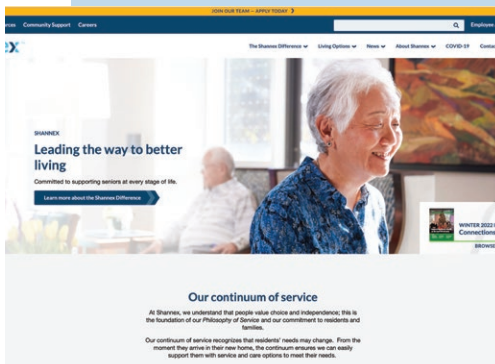 JOIN OUR TEAM – APPLY TODAY
Community Support Careers Employee
The Shannex Difference Living Options News About Shannex COVID-19
SHANNEX
Leading the way to better
living
Committed to supporting seniors at every stage of life.
Learn more about the Shannex Difference
WINTER 2022
Connections
BROWSE
Our continuum of service
At Shannex, we understand that people value choice and independence; this is
the foundation of our Philosophy of Service and our commitment to residents and
families.
Our continuum of service recognizes that residents' needs may change. From the
moment they arrive in their new home, the continuum ensures we can easily
support them with service and care options to meet their needs.